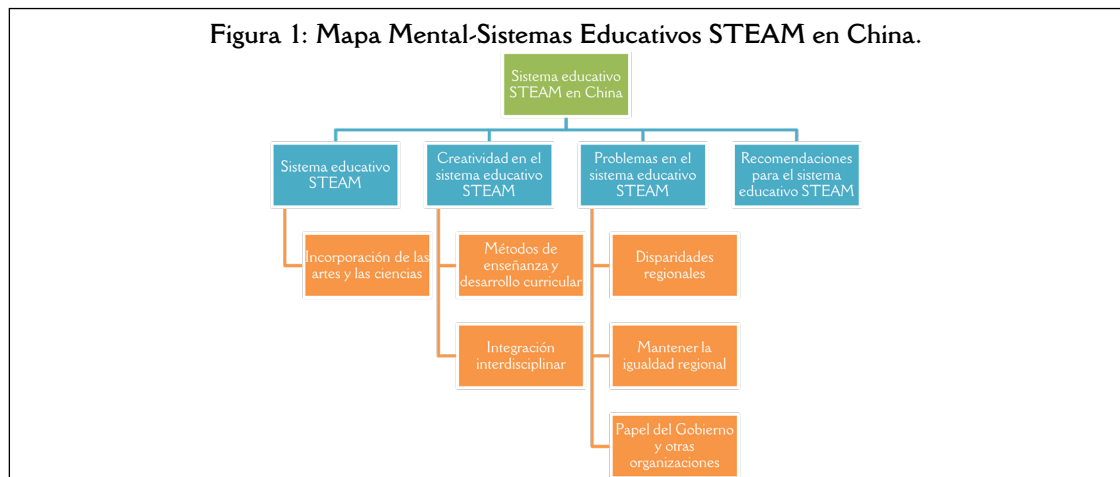 Figura 1: Mapa Mental-Sistemas Educativos STEAM en China.
Sistema educativo
STEAM en China
Sistema educativo
STEAM
Creatividad en el
sistema educativo
STEAM
Problemas en el
sistema educativo
STEAM
Recomendaciones
para el sistema
educativo STEAM
Incorporación de las
artes y las ciencias
Métodos de
enseñanza y
desarrollo curricular
Disparidades
regionales
Integración
interdisciplinar
Mantener la
igualdad regional
Papel del Gobierno
y otras
organizaciones